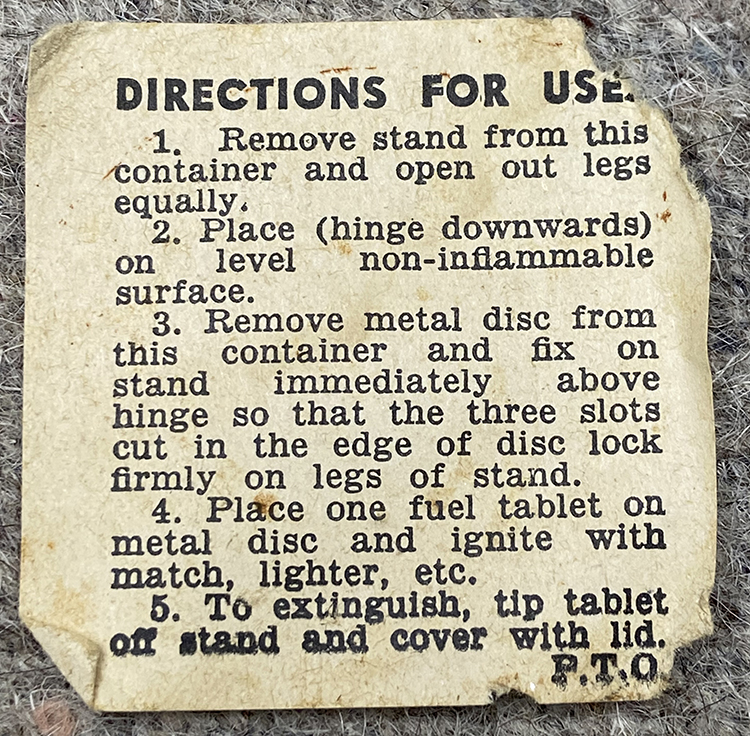 DIRECTIONS FOR USE.
1. Remove stand from this
container and open out legs
equally.
2. Place (hinge downwards)
on level non-inflammable
surface.
3. Remove metal disc from
this container and fix on
stand immediately above
hinge so that the three slots
cut in the edge of disc lock
firmly on legs of stand.
4. Place one fuel tablet on
metal disc and ignite with
match, lighter, etc.
5. To extinguish, tip tablet
off stand and cover with lid.
P.T.O